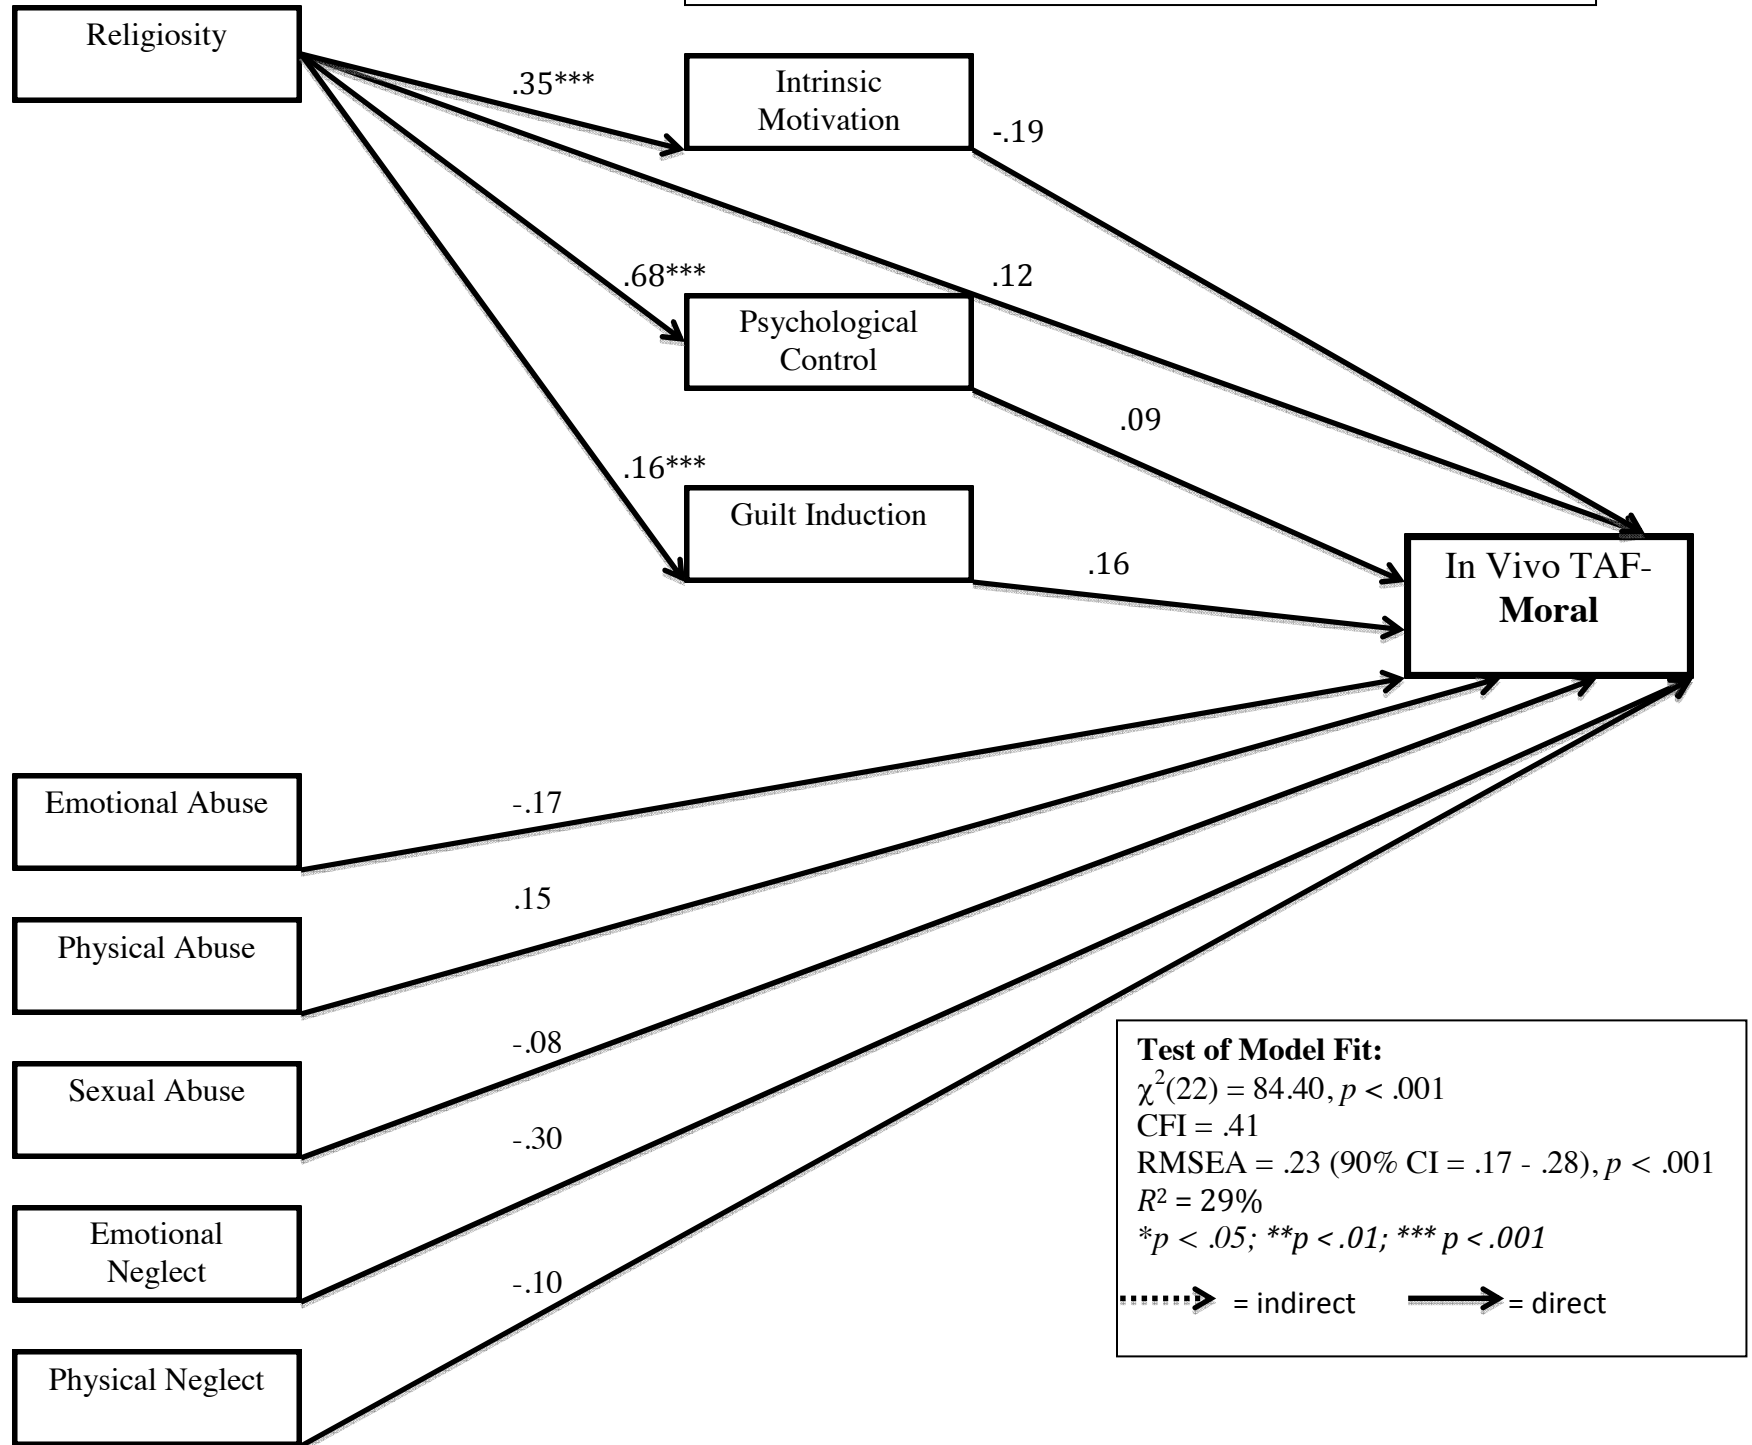 Religiosity
.35***
Intrinsic
Motivation
-.19
.68***
.12
Psychological
Control
.09
.16***
Guilt Induction
.16
In Vivo TAF-
Moral
Emotional Abuse
-.17
.15
Physical Abuse
-.08
Sexual Abuse
-.30
Emotional
Neglect
-.10
Physical Neglect
Test of Model Fit:
χ²(22) = 84.40, p < .001
CFI = .41
RMSEA = .23 (90% CI = .17 - .28), p < .001
R² = 29%
*p < .05; **p < .01; *** p < .001
= indirect
= direct